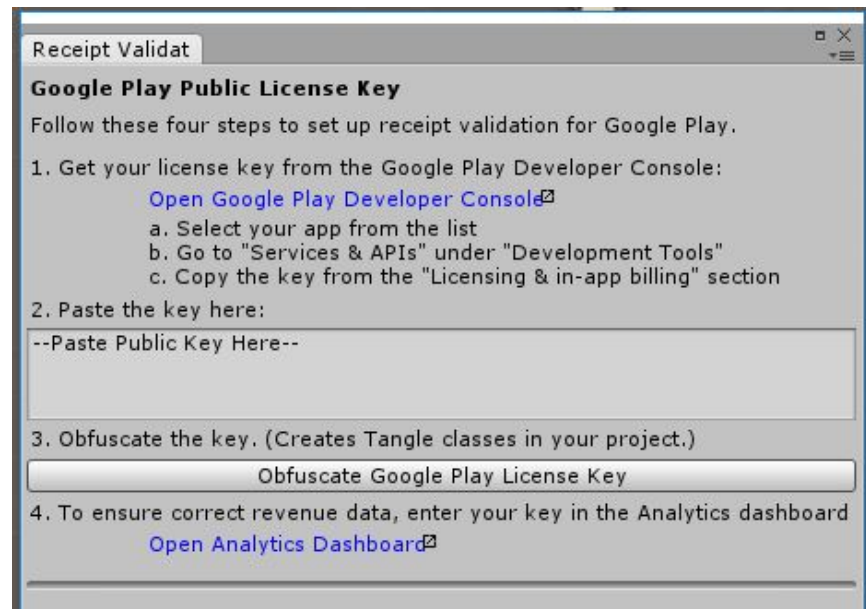 Receipt Validat
Google Play Public License Key
Follow these four steps to set up receipt validation for Google Play.
1. Get your license key from the Google Play Developer Console:
Open Google Play Developer Console
a. Select your app from the list
b. Go to "Services & APIs" under "Development Tools"
c. Copy the key from the "Licensing & in-app billing" section
2. Paste the key here:
--Paste Public Key Here--
3. Obfuscate the key. (Creates Tangle classes in your project.)
Obfuscate Google Play License Key
4. To ensure correct revenue data, enter your key in the Analytics dashboard
Open Analytics Dashboard